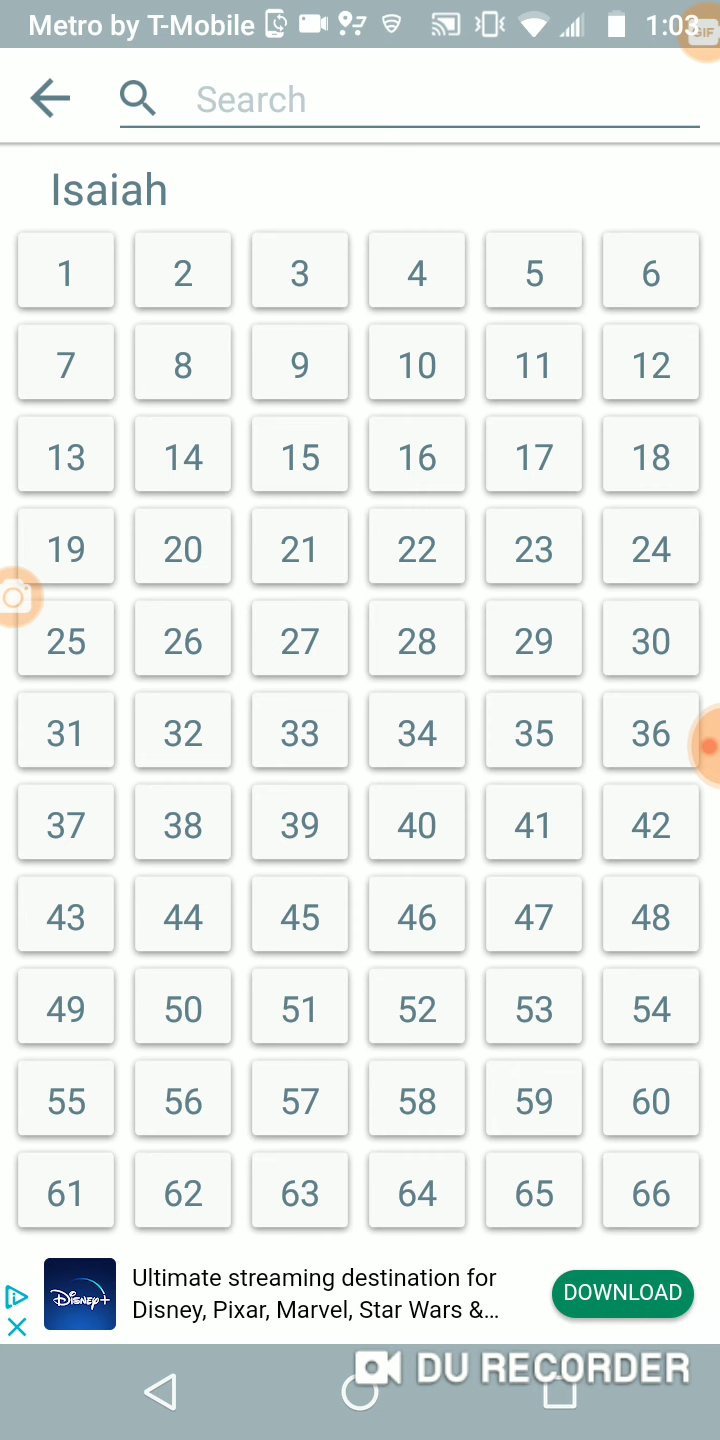 Metro by T-Mobile 1:03
GIF
Search
Isaiah
1 2 3 4 5 6
7 8 9 10 11 12
13 14 15 16 17 18
19 20 21 22 23 24
25 26 27 28 29 30
31 32 33 34 35 36
37 38 39 40 41 42
43 44 45 46 47 48
49 50 51 52 53 54
55 56 57 58 59 60
61 62 63 64 65 66
Disney+
Ultimate streaming destination for
Disney, Pixar, Marvel, Star Wars &...
DOWNLOAD
DU RECORDER